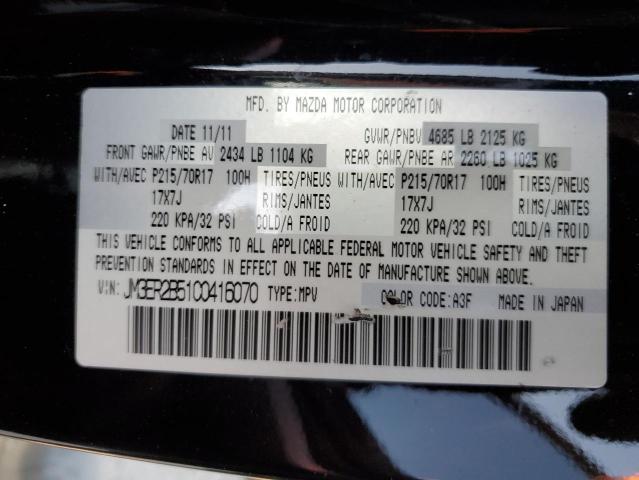 MFD. BY MAZDA MOTOR CORPORATION
DATE 11/11 GVWR/PNBV 4685 LB 2125 KG
FRONT GAWR/PNBE AV 2434 LB 1104 KG REAR GAWR/PNBE AR 2260 LB 1025 KG
WITH/AVEC P215/70R17 100H TIRES/PNEUS WITH/AVEC P215/70R17 100H TIRES/PNEUS
17X7J RIMS/JANTES 17X7J RIMS/JANTES
220 KPA/32 PSI COLD/A FROID 220 KPA/32 PSI COLD/A FROID
THIS VEHICLE CONFORMS TO ALL APPLICABLE FEDERAL MOTOR VEHICLE SAFETY AND THEFT
PREVENTION STANDARDS IN EFFECT ON THE DATE OF MANUFACTURE SHOWN ABOVE.
VIN: JM3ER2B51C0416070 TYPE:MPV COLOR CODE:A3F MADE IN JAPAN